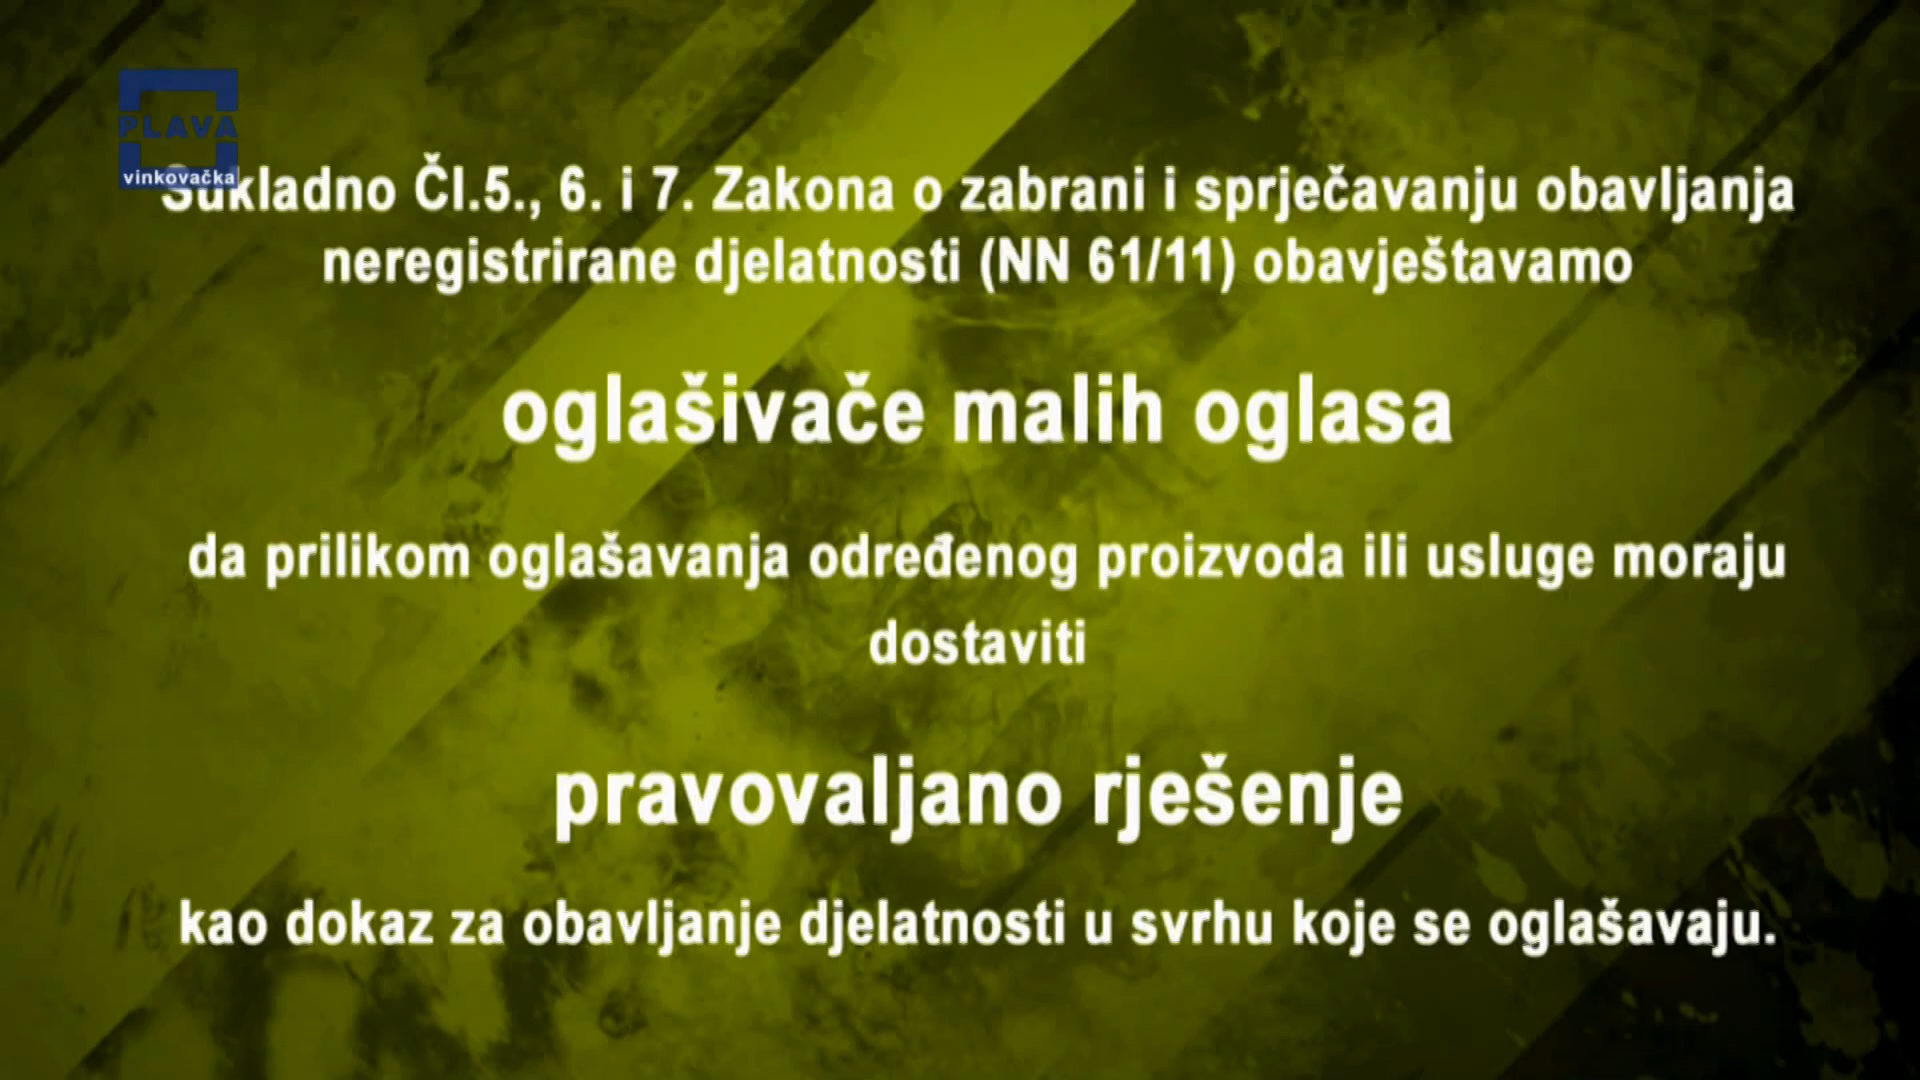 PLAVA
vinkovačka
Sukladno Čl.5., 6. i 7. Zakona o zabrani i sprječavanju obavljanja
neregistrirane djelatnosti (NN 61/11) obavještavamo
oglašivače malih oglasa
da prilikom oglašavanja određenog proizvoda ili usluge moraju
dostaviti
pravovaljano rješenje
kao dokaz za obavljanje djelatnosti u svrhu koje se oglašavaju.